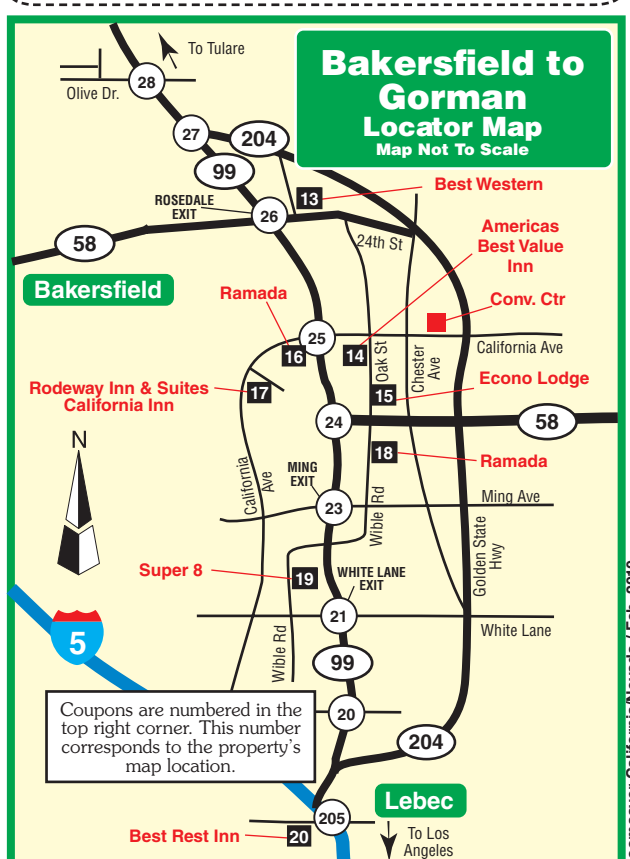 Bakersfield to
Gorman
Locator Map
Map Not To Scale
To Tulare
28
Olive Dr.
27
204
99
13
Best Western
ROSEDALE
EXIT
26
58
24th St
Americas
Best Value
Inn
Bakersfield
Ramada
Conv. Ctr
25
16
14
California Ave
Oak St
Chester
Ave
Rodeway Inn & Suites
California Inn
17
15
Econo Lodge
24
58
N
18
Ramada
California
Ave
MING
EXIT
23
Ming Ave
Wible Rd
Golden State
Hwy
Super 8
19
WHITE LANE
EXIT
5
21
White Lane
Wible Rd
99
Coupons are numbered in the
top right corner. This number
corresponds to the property's
map location.
20
204
Lebec
205
Best Rest Inn
20
To Los
Angeles
California/Nevada / Feb. 2013